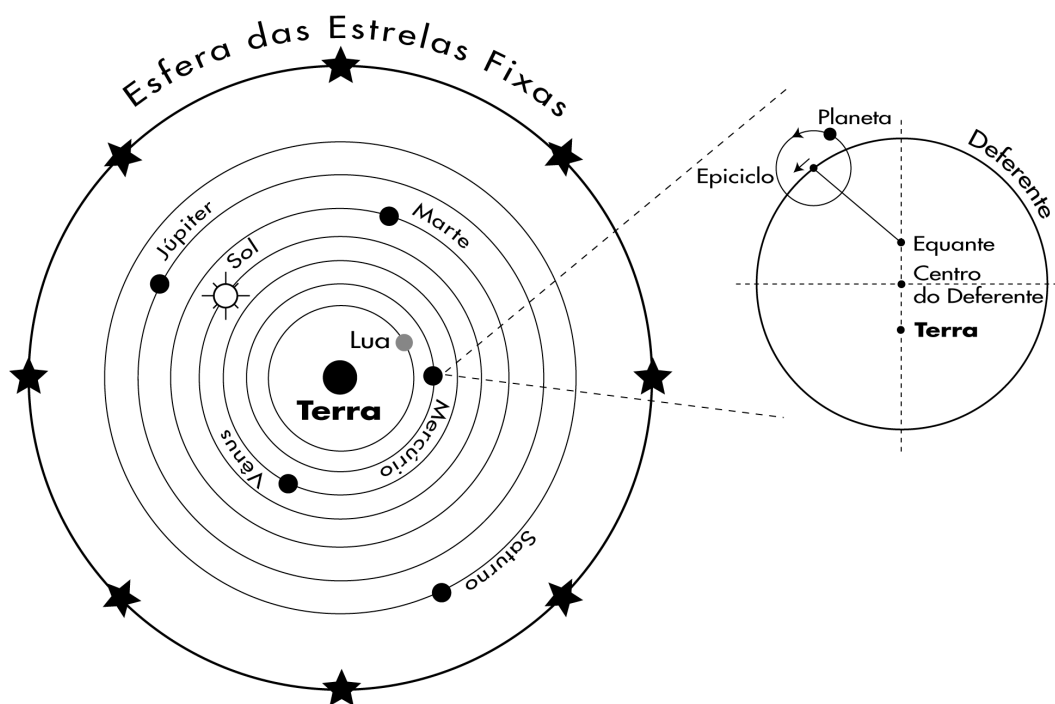 Esfera das Estrelas Fixas
Júpiter
Sol
Marte
Lua
Terra
Mercúrio
Vênus
Saturno
Planeta
Deferente
Epiciclo
Equante
Centro
do Deferente
Terra